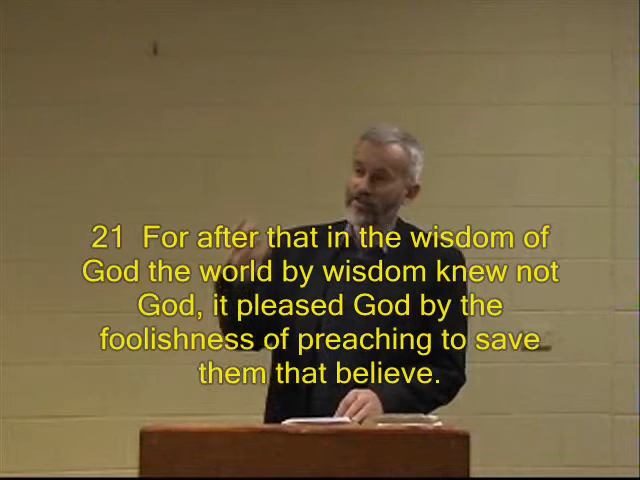 21  For after that in the wisdom of
God the world by wisdom knew not
God, it pleased God by the
foolishness of preaching to save
them that believe.